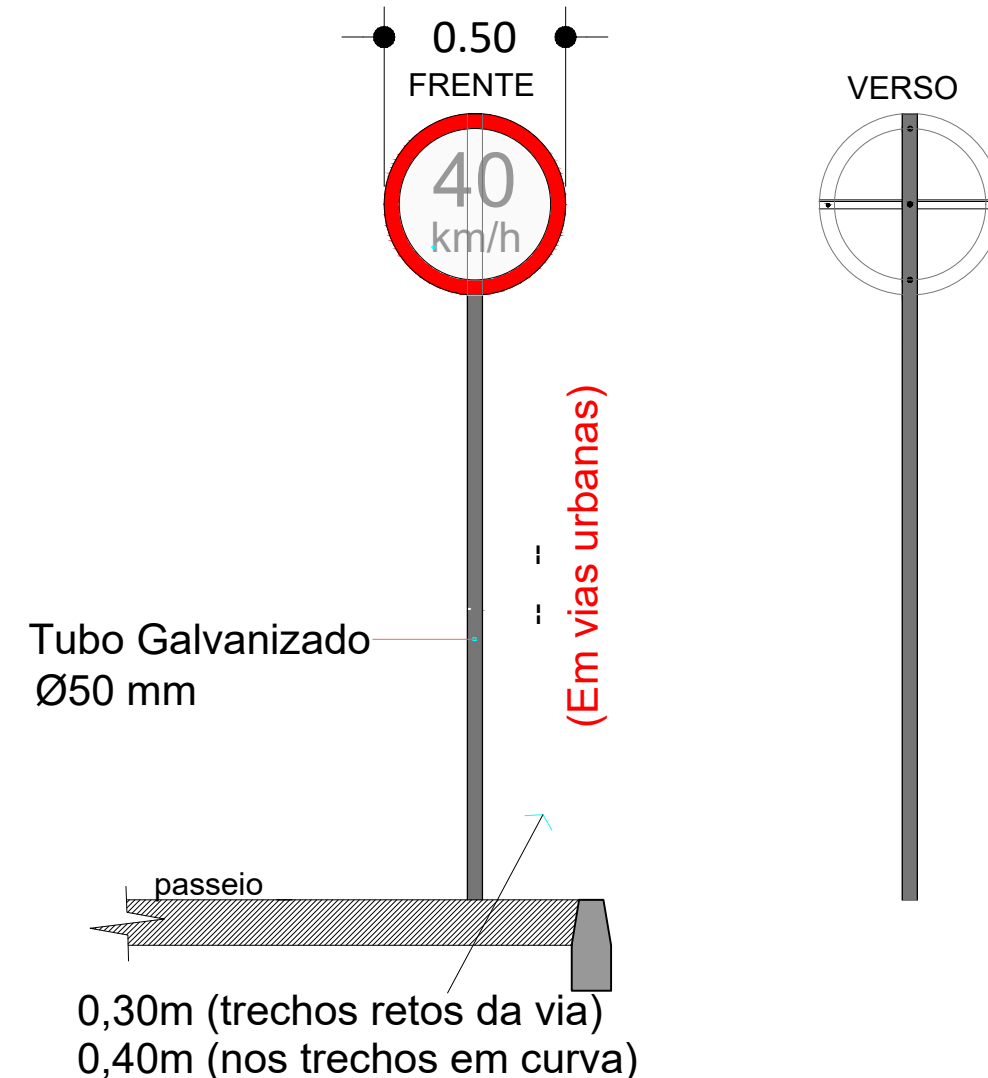 0.50
FRENTE
VERSO
40
km/h
(Em vias urbanas)
Tubo Galvanizado
Ø50 mm
passeio
0,30m (trechos retos da via)
0,40m (nos trechos em curva)